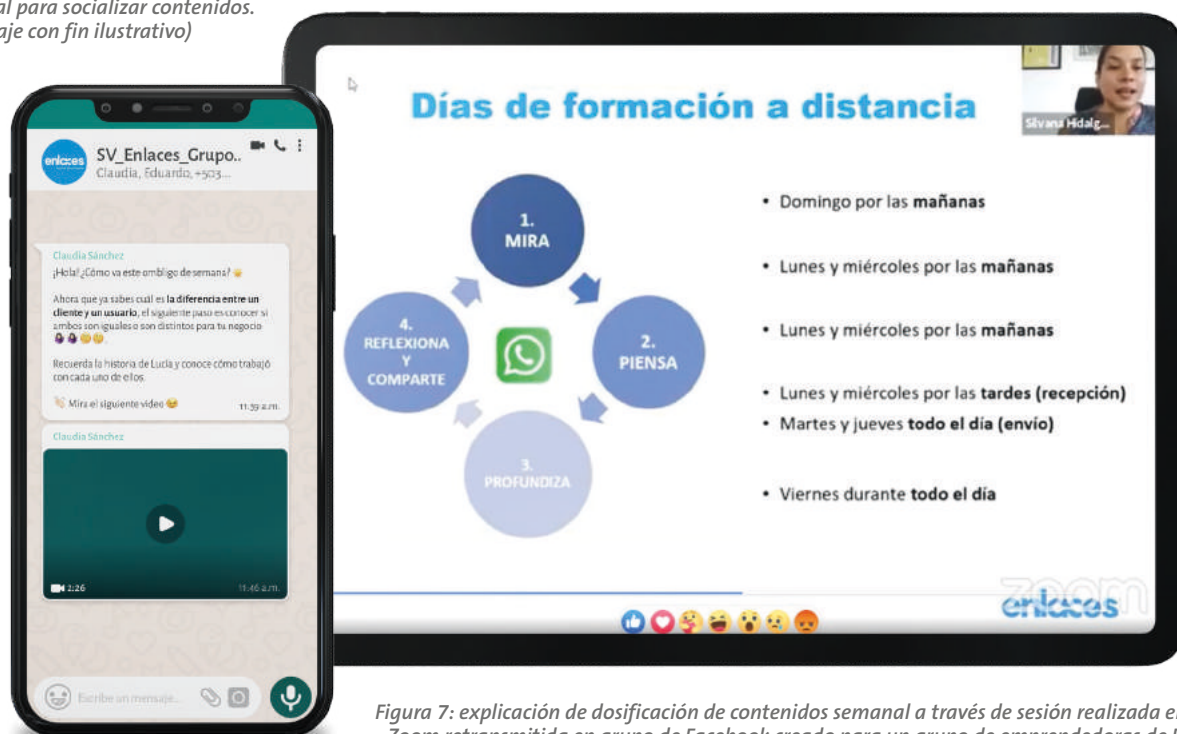 al para socializar contenidos.
aje con fin ilustrativo)
enlaces
SV_Enlaces_Grupo..
Claudia, Eduardo, +503...
Claudia Sánchez
¡Hola! ¿Cómo va este ombligo de semana?
Ahora que ya sabes cuál es la diferencia entre un
cliente y un usuario, el siguiente paso es conocer si
ambos son iguales o son distintos para tu negocio
Recuerda la historia de Lucía y conoce cómo trabajó
con cada uno de ellos.
Mira el siguiente video
11:39 a.m.
Claudia Sánchez
2:26
11:46 a.m.
Escribe un mensaje...
Días de formación a distancia
Silvana Hidalg...
1.
MIRA
2.
PIENSA
3.
PROFUNDIZA
4.
REFLEXIONA
Y
COMPARTE
• Domingo por las mañanas
• Lunes y miércoles por las mañanas
• Lunes y miércoles por las mañanas
• Lunes y miércoles por las tardes (recepción)
• Martes y jueves todo el día (envío)
• Viernes durante todo el día
zoom
enlaces
Figura 7: explicación de dosificación de contenidos semanal a través de sesión realizada e
Zoom retransmitida en grupo de Facebook creado para un grupo de emprendedoras de